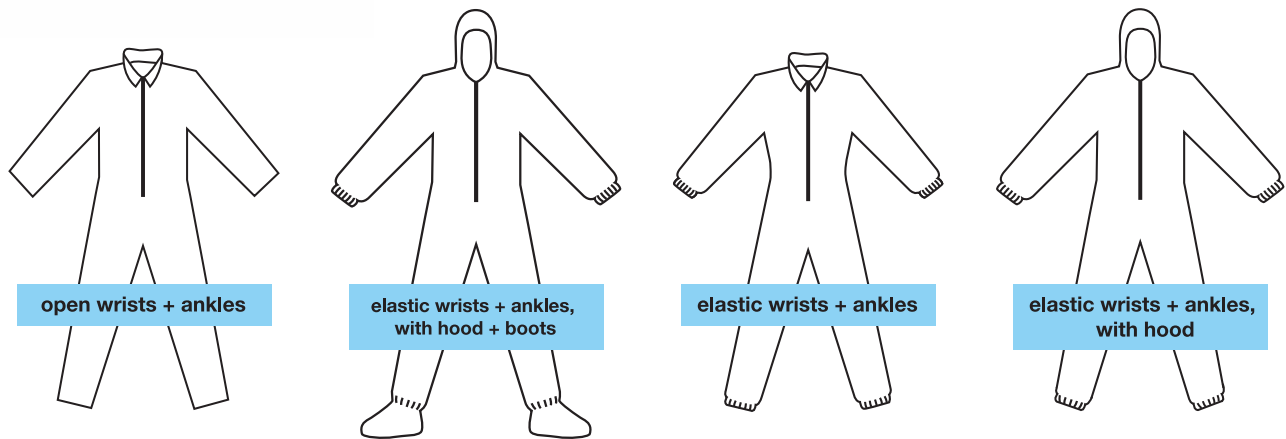 open wrists + ankles
elastic wrists + ankles,
with hood + boots
elastic wrists + ankles
elastic wrists + ankles,
with hood